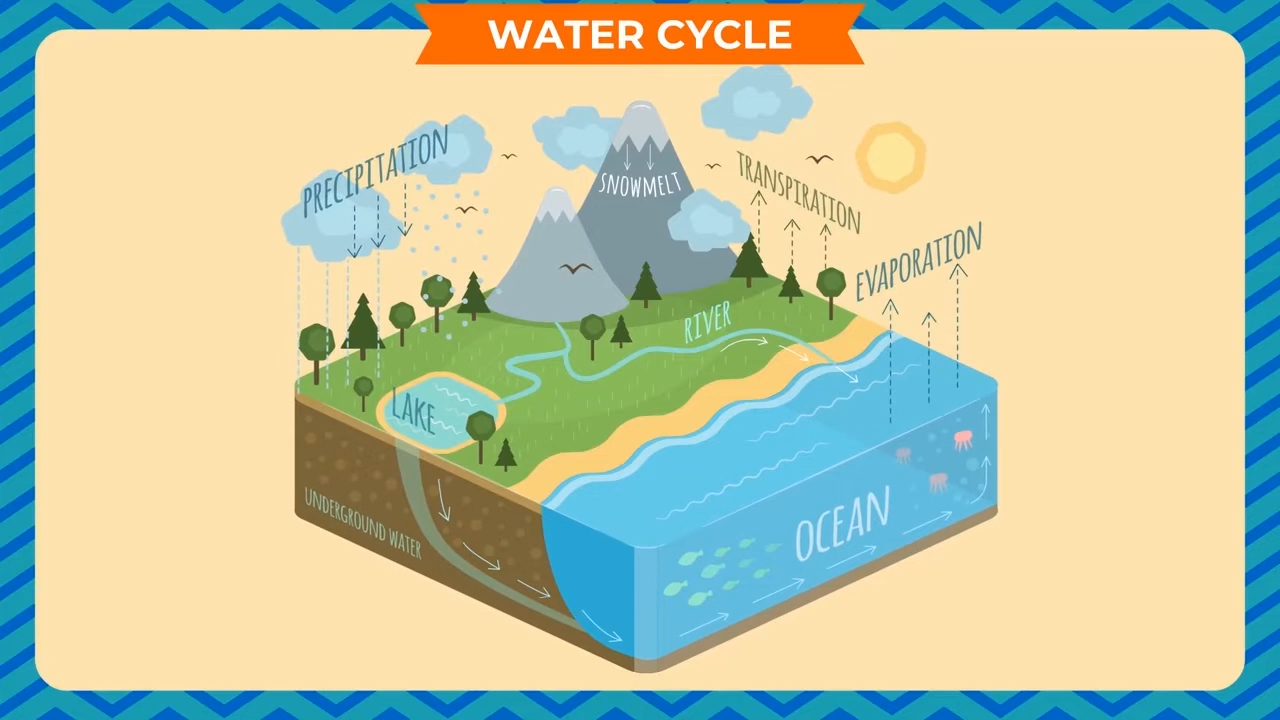 WATER CYCLE
PRECIPITATION
SNOWMELT
TRANSPIRATION
EVAPORATION
RIVER
LAKE
UNDERGROUND WATER
OCEAN